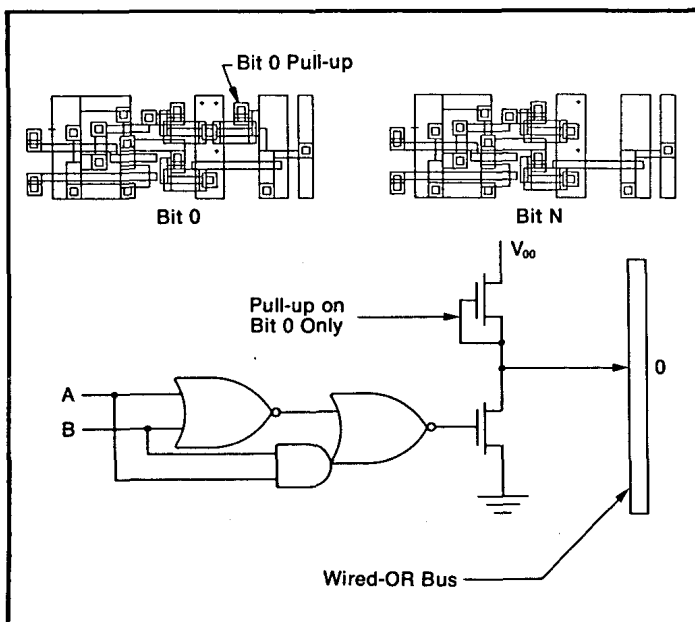 Bit 0 Pull-up
Bit 0
Bit N
V₀₀
Pull-up on
Bit 0 Only
A
B
0
Wired-OR Bus